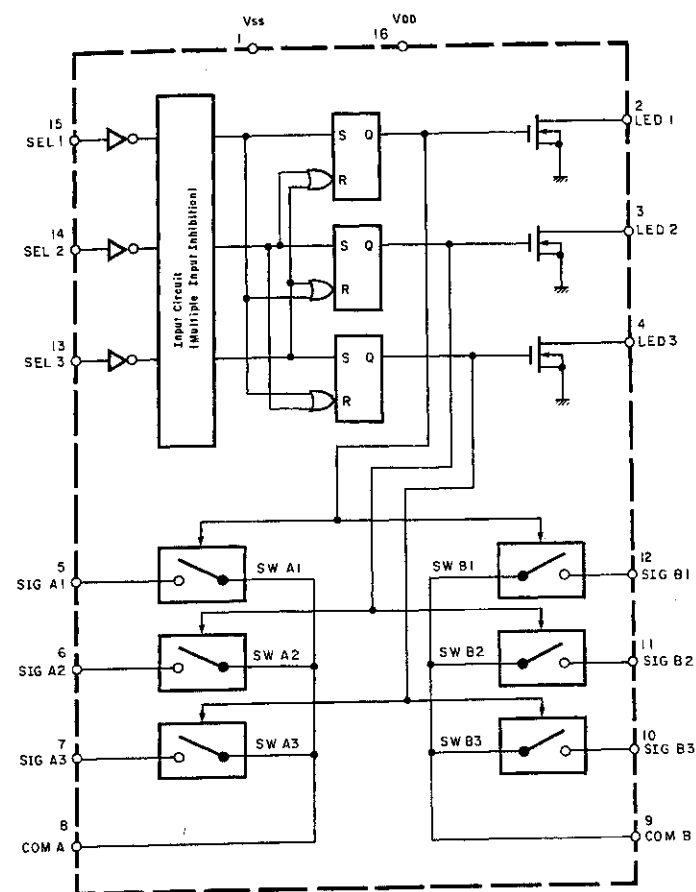 Vss
1
VDD
16
15
SEL 1
14
SEL 2
13
SEL 3
Input Circuit
(Multiple Input Inhibition)
S Q
R
S Q
R
S Q
R
2
LED 1
3
LED 2
4
LED 3
5
SIG A1
SW A1
SW B1
12
SIG B1
6
SIG A2
SW A2
SW B2
11
SIG B2
7
SIG A3
SW A3
SW B3
10
SIG B3
8
COM A
9
COM B